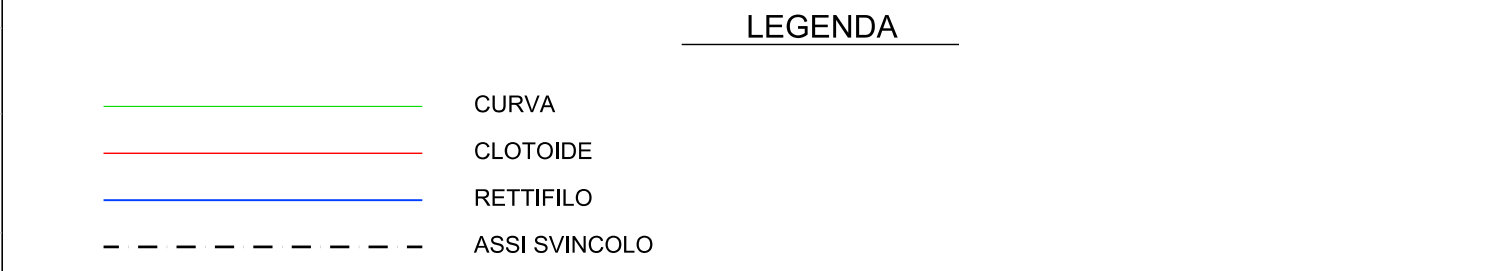 LEGENDA
CURVA
CLOTOIDE
RETTIFILO
ASSI SVINCOLO